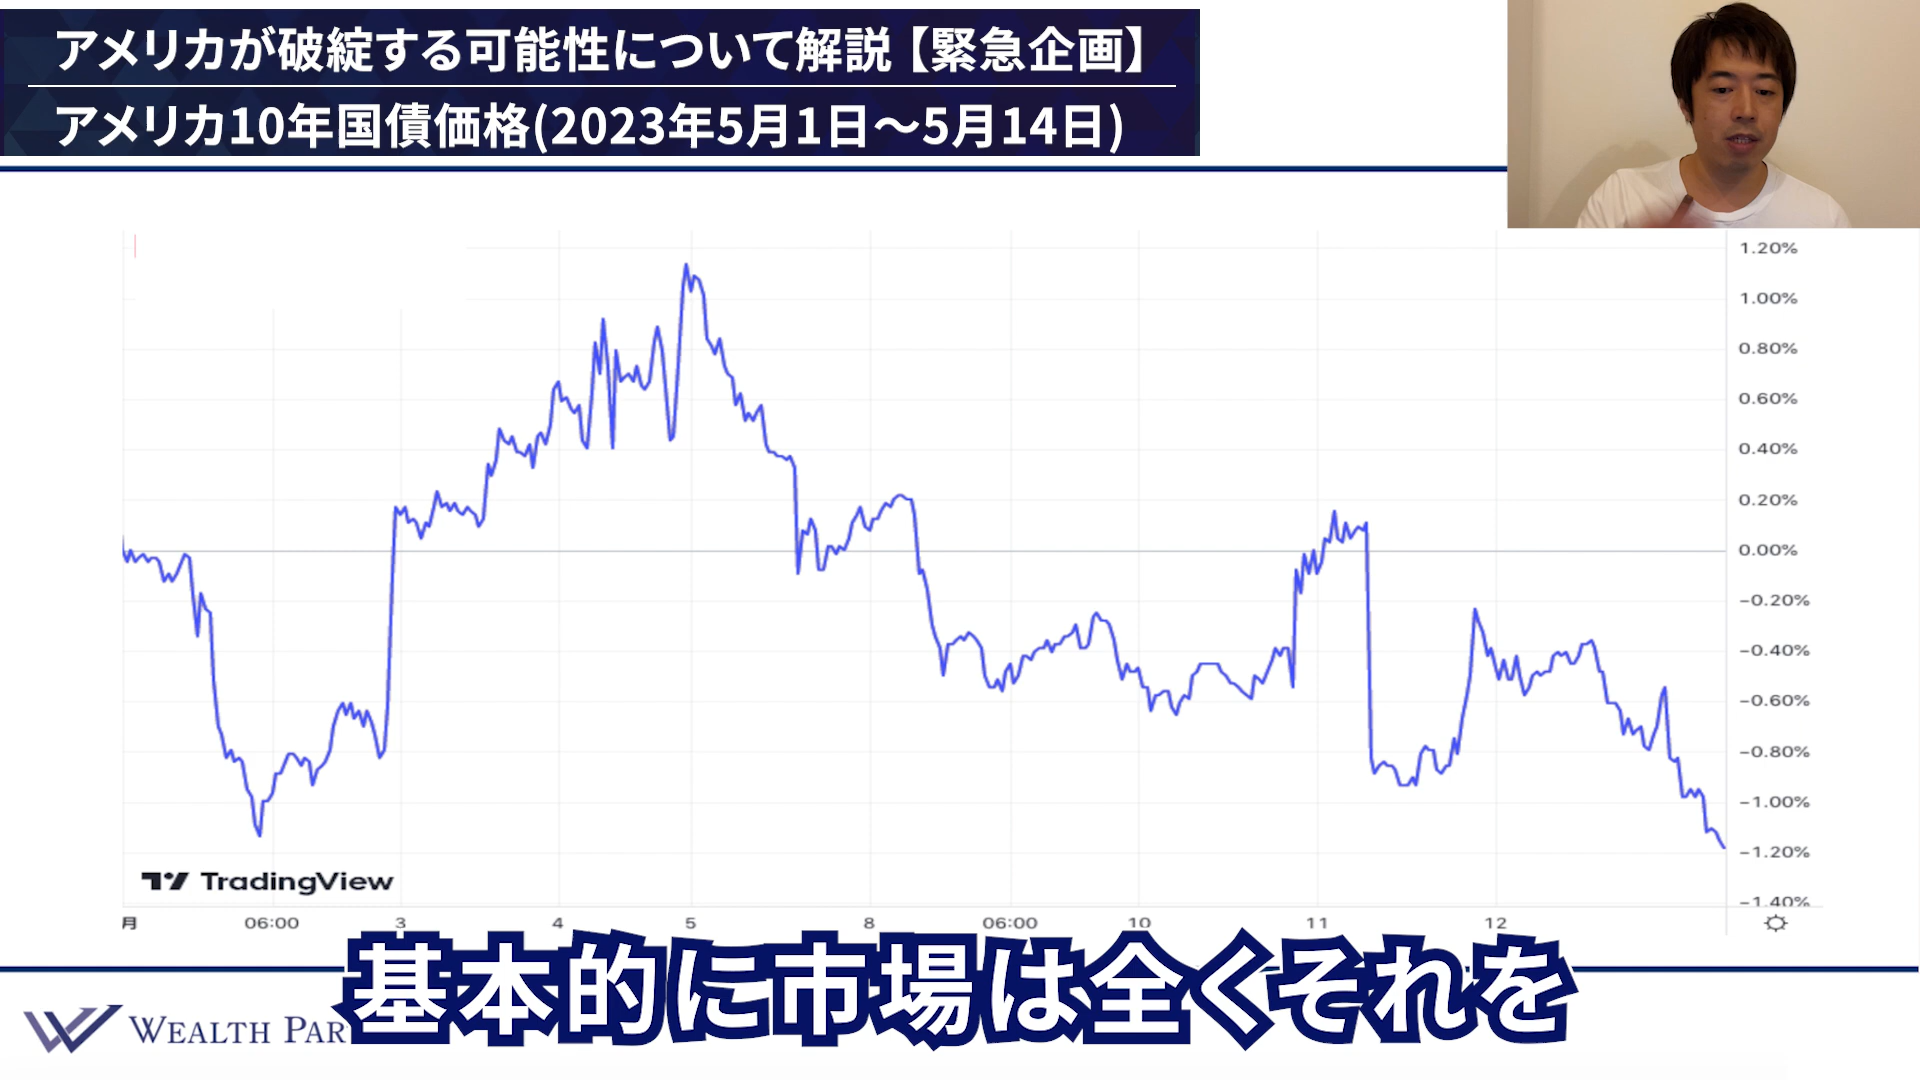 アメリカが破綻する可能性について解説【緊急企画】
アメリカ10年国債価格(2023年5月1日〜5月14日)
1.20%
1.00%
0.80%
0.60%
0.40%
0.20%
0.00%
−0.20%
−0.40%
−0.60%
−0.80%
−1.00%
−1.20%
−1.40%
TradingView
月 06:00 3 4 5 8 06:00 10 11 12
基本的に市場は全くそれを
WEALTH PAR